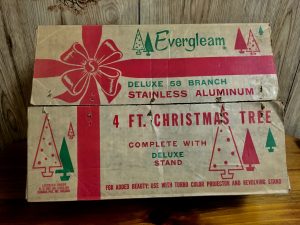 Evergleam
DELUXE 58 BRANCH
STAINLESS ALUMINUM
S
4 FT. CHRISTMAS TREE
COMPLETE WITH
DELUXE
STAND
FOR ADDED BEAUTY: USE WITH TURBO COLOR PROJECTOR AND REVOLVING STAND